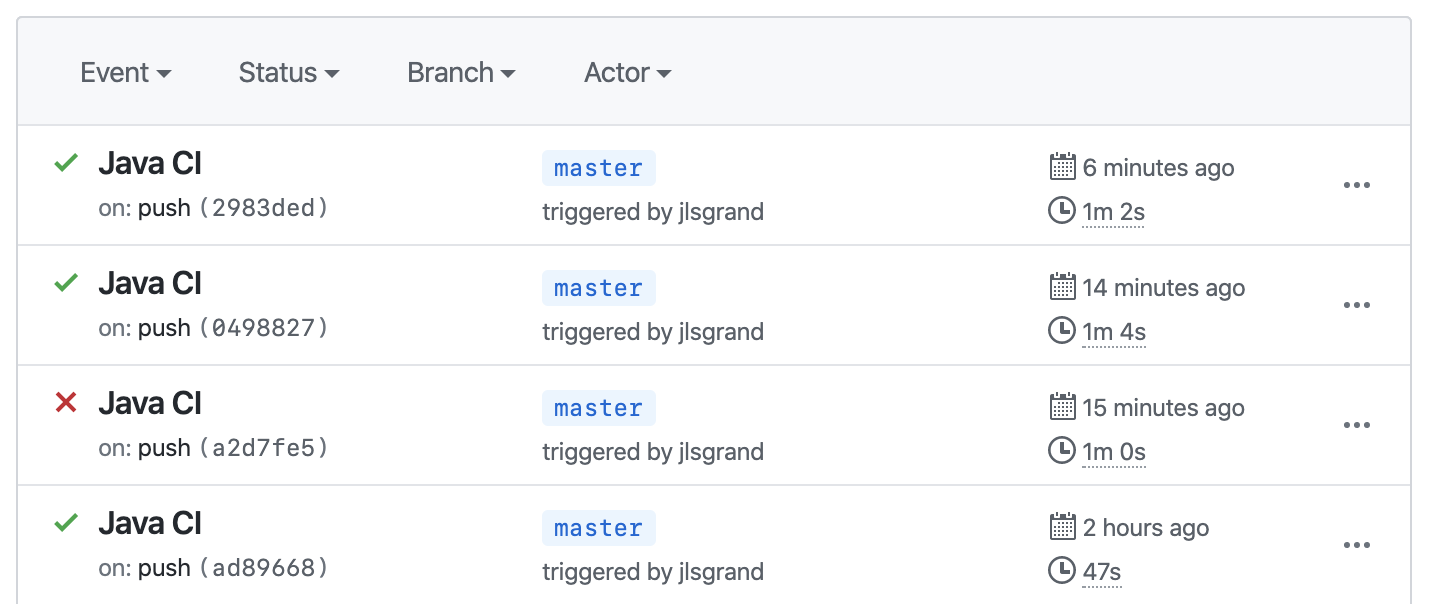 Event Status Branch Actor
Java CI master 6 minutes ago
on: push (2983ded) triggered by jlsgrand 1m 2s
Java CI master 14 minutes ago
on: push (0498827) triggered by jlsgrand 1m 4s
Java CI master 15 minutes ago
on: push (a2d7fe5) triggered by jlsgrand 1m 0s
Java CI master 2 hours ago
on: push (ad89668) triggered by jlsgrand 47s